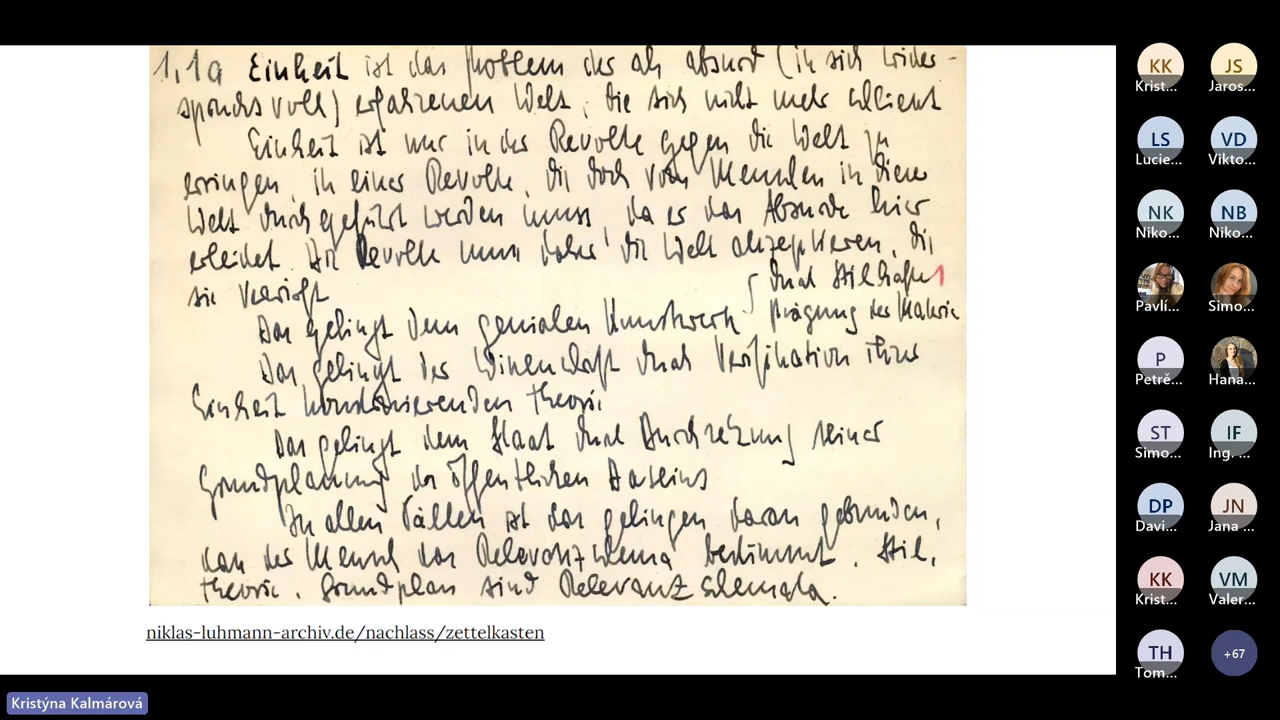 1,1a Einheit ist das Problem der als absurd (in sich wider-
spruchsvoll) erfahrenen Welt, die sich nicht mehr
Einheit ist nur in der Revolte gegen die Welt zu
erringen, in einer Revolte, die doch vom Menschen in dieser
Welt durchgeführt werden muss, da er das Absurde hier
erleidet. Die Revolte muss daher die Welt akzeptieren, die
sie verwirft
Das gelingt dem genialen Kunstwerk
durch stilhafte 1
Prägung der Materie
Das gelingt der Wissenschaft durch Verifikation ihrer
Einheit konstruierenden Theorie
Das gelingt dem Staat durch Durchsetzung seiner
Grundplanung des öffentlichen Daseins
In allen Fällen ist das gelingen daran gebunden,
dass der Mensch das Relevanzschema bestimmt. Stil,
Theorie, Grundplan sind Relevanzschemata.
niklas-luhmann-archiv.de/nachlass/zettelkasten
Kristýna Kalmárová
KK
Krist...
JS
Jaros...
LS
Lucie...
VD
Vikto...
NK
Niko...
NB
Niko...
Pavlí...
Simo...
P
Petrě...
Hana...
ST
Simo...
IF
Ing. ...
DP
Davi...
JN
Jana ...
KK
Krist...
VM
Valer...
TH
Tom...
+67